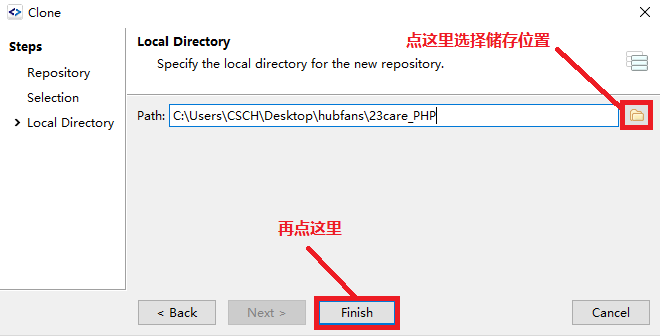 Clone
Steps
Repository
Selection
Local Directory
Local Directory
Specify the local directory for the new repository.
点这里选择储存位置
Path: C:\Users\CSCH\Desktop\hubfans\23care_PHP
再点这里
< Back Next > Finish Cancel